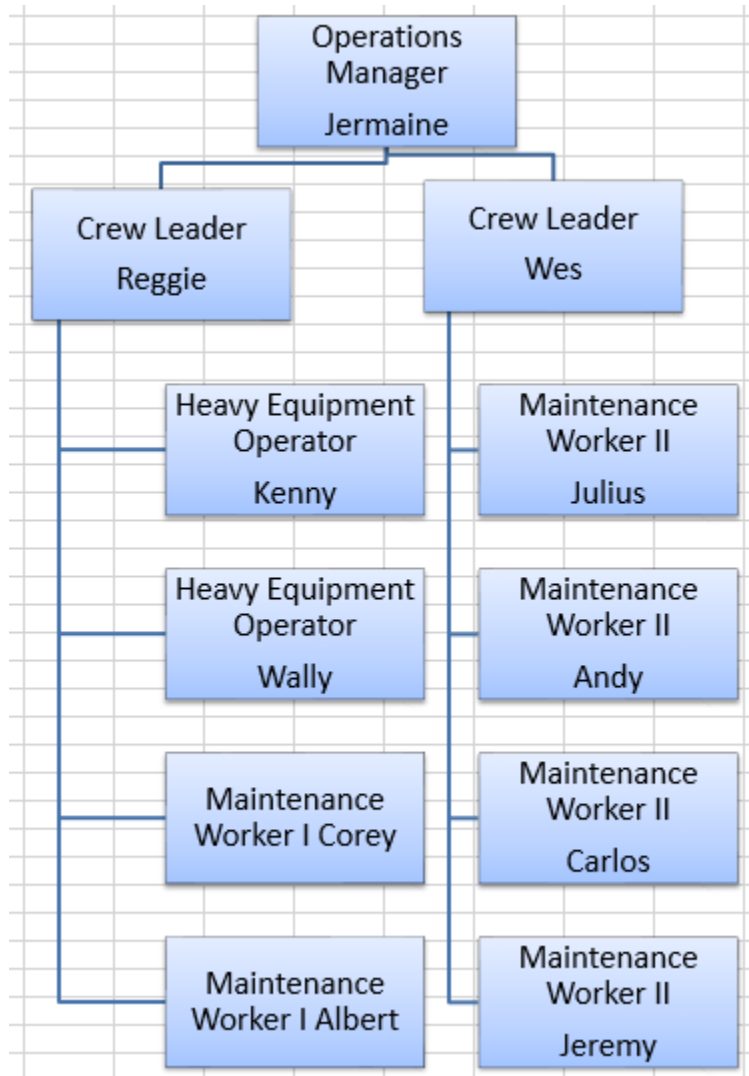 Operations
Manager
Jermaine
Crew Leader
Reggie
Crew Leader
Wes
Heavy Equipment
Operator
Kenny
Heavy Equipment
Operator
Wally
Maintenance
Worker I Corey
Maintenance
Worker I Albert
Maintenance
Worker II
Julius
Maintenance
Worker II
Andy
Maintenance
Worker II
Carlos
Maintenance
Worker II
Jeremy